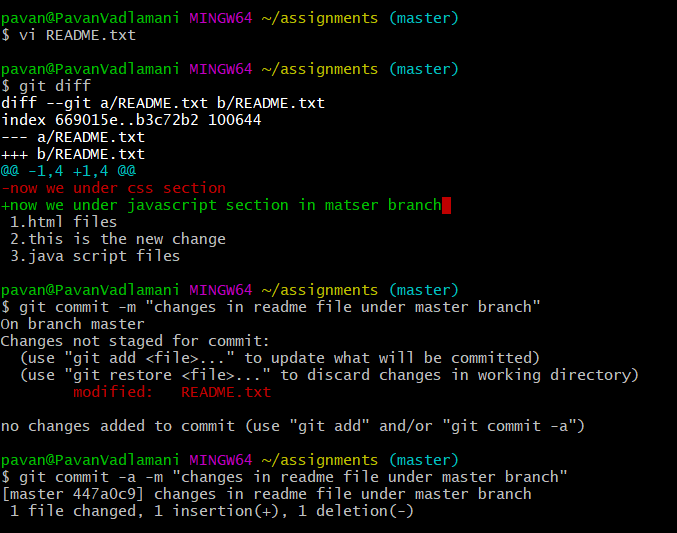 pavan@PavanVadlamani MINGW64 ~/assignments (master)
$ vi README.txt
pavan@PavanVadlamani MINGW64 ~/assignments (master)
$ git diff
diff --git a/README.txt b/README.txt
index 669015e..b3c72b2 100644
--- a/README.txt
+++ b/README.txt
@@ -1,4 +1,4 @@
-now we under css section
+now we under javascript section in matser branch
 1.html files
 2.this is the new change
 3.java script files
pavan@PavanVadlamani MINGW64 ~/assignments (master)
$ git commit -m "changes in readme file under master branch"
On branch master
Changes not staged for commit:
  (use "git add <file>..." to update what will be committed)
  (use "git restore <file>..." to discard changes in working directory)
        modified:   README.txt
no changes added to commit (use "git add" and/or "git commit -a")
pavan@PavanVadlamani MINGW64 ~/assignments (master)
$ git commit -a -m "changes in readme file under master branch"
[master 447a0c9] changes in readme file under master branch
 1 file changed, 1 insertion(+), 1 deletion(-)